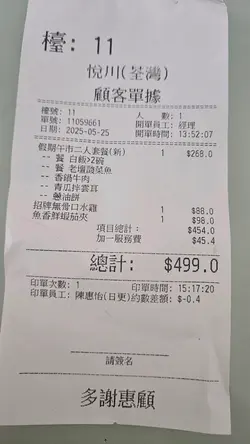 檯: 11
悅川(荃灣)
顧客單據
檯號: 11 人 數: 1
單號: 11059661 開單員工: 經理
日期: 2025-05-25 開單時間: 13:52:07
假期午市二人套餐(新) 1 $268.0
-- 餐 白飯>2碗
-- 餐 老壇酸菜魚
-- 香鍋牛肉
-- 青瓜拌雲耳
-- 蔥油餅
招牌無骨口水雞 1 $88.0
魚香鮮蝦茄夾 1 $98.0
項目總計: $454.0
加一服務費 $45.4
總計: $499.0
印單次數: 1 印單時間: 15:17:20
印單員工: 陳惠怡(日更)約數差額: $-0.4
請簽名
多謝惠顧